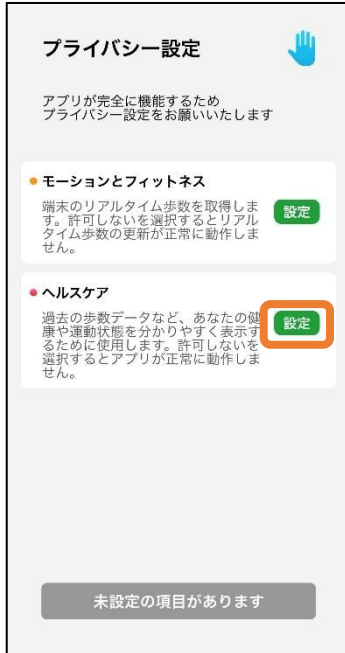 プライバシー設定
アプリが完全に機能するため
プライバシー設定をお願いいたします
モーションとフィットネス
端末のリアルタイム歩数を取得しま
す。許可しないを選択するとリアル
タイム歩数の更新が正常に動作しま
せん。
設定
ヘルスケア
過去の歩数データなど、あなたの健
康や運動状態を分かりやすく表示す
るために使用します。許可しないを
選択するとアプリが正常に動作しま
せん。
設定
未設定の項目があります